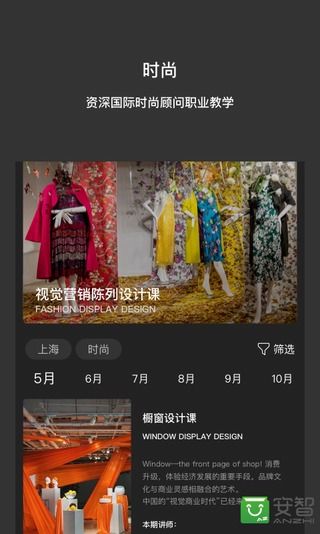 时尚
资深国际时尚顾问职业教学
视觉营销陈列设计课
FASHION DISPLAY DESIGN
上海 时尚 筛选
5月 6月 7月 8月 9月 10月
橱窗设计课
WINDOW DISPLAY DESIGN
Window—the front page of shop! 消费
升级，体验经济发展的重要手段，品牌文
化与商业灵感相融合的艺术。
中国的“视觉商业时代”已经来
本期讲师：
安智
ANZHI
AZ